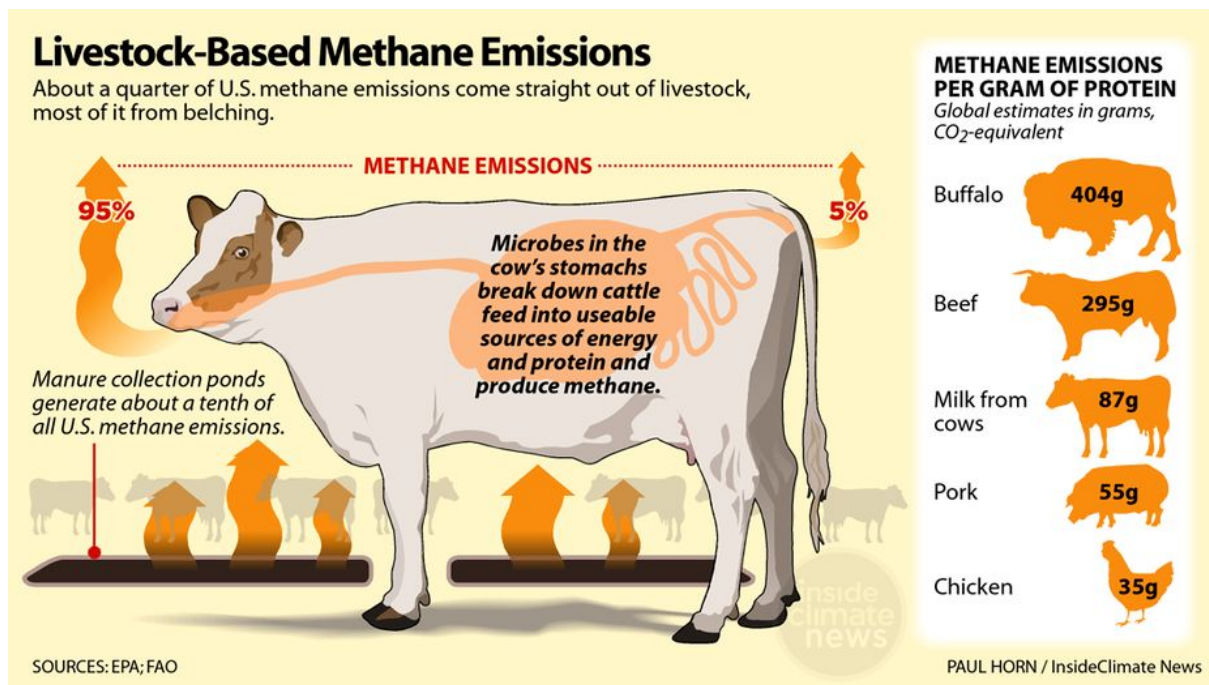 Livestock-Based Methane Emissions
About a quarter of U.S. methane emissions come straight out of livestock,
most of it from belching.
METHANE EMISSIONS
95%
5%
Microbes in the
cow's stomachs
break down cattle
feed into useable
sources of energy
and protein and
produce methane.
Manure collection ponds
generate about a tenth of
all U.S. methane emissions.
inside
climate
news
SOURCES: EPA; FAO
METHANE EMISSIONS
PER GRAM OF PROTEIN
Global estimates in grams,
CO₂-equivalent
Buffalo 404g
Beef 295g
Milk from
cows 87g
Pork 55g
Chicken 35g
PAUL HORN / InsideClimate News